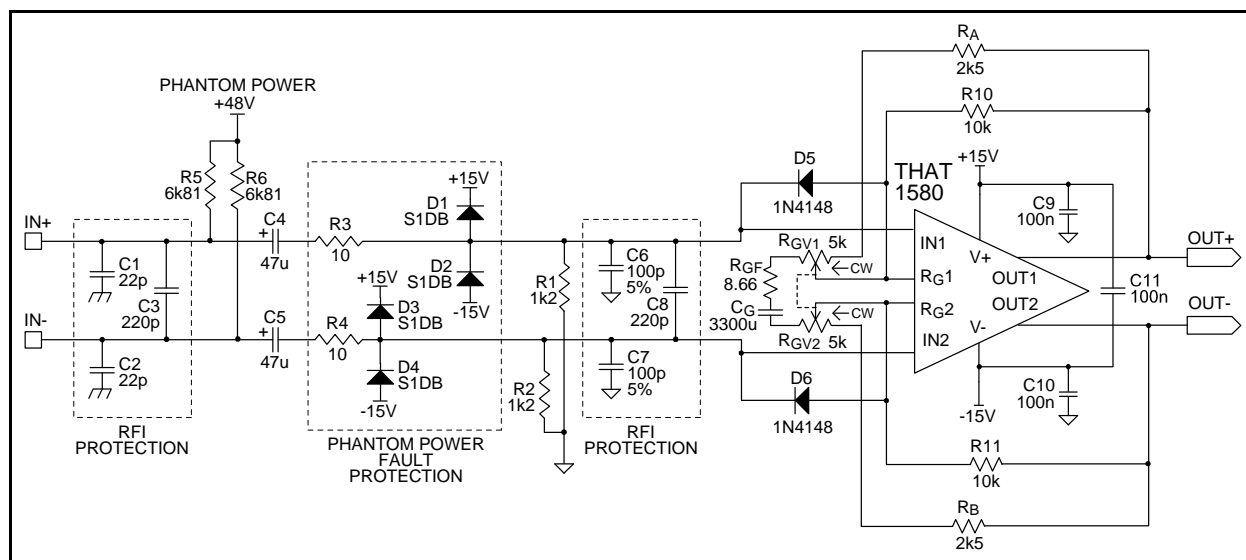 PHANTOM POWER
+48V
R5
6k81
R6
6k81
IN+
IN-
C1
22p
C3
220p
C2
22p
RFI
PROTECTION
C4
+
47u
C5
+
47u
R3
10
R4
10
+15V
D1
S1DB
D2
S1DB
-15V
+15V
D3
S1DB
D4
S1DB
-15V
PHANTOM POWER
FAULT
PROTECTION
R1
1k2
R2
1k2
C6
100p
5%
C8
220p
C7
100p
5%
RFI
PROTECTION
D5
1N4148
D6
1N4148
RGV1 5k
CW
RGF
8.66
CG
3300u
CW
RGV2 5k
RA
2k5
R10
10k
THAT
1580
+15V
IN1
RG1
RG2
IN2
V+
OUT1
OUT2
V-
-15V
C9
100n
C11
100n
C10
100n
R11
10k
RB
2k5
OUT+
OUT-